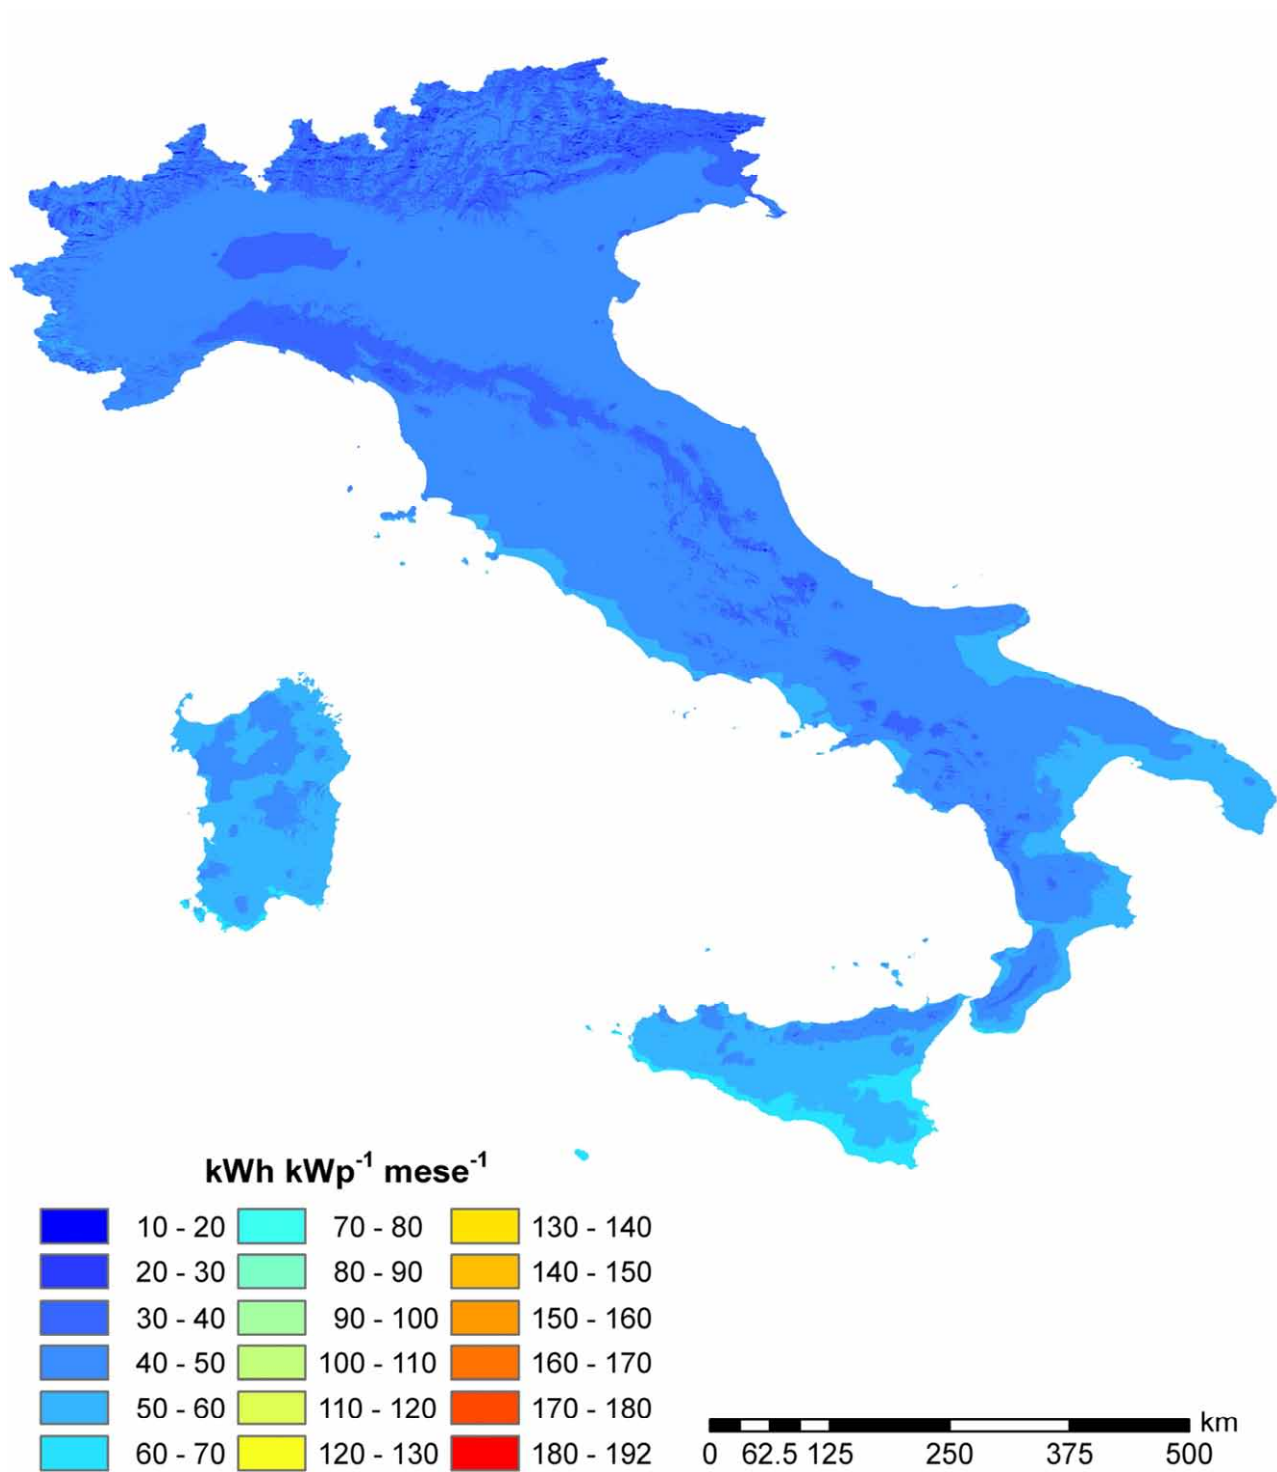 kWh kWp⁻¹ mese⁻¹
10 - 20 70 - 80 130 - 140
20 - 30 80 - 90 140 - 150
30 - 40 90 - 100 150 - 160
40 - 50 100 - 110 160 - 170
50 - 60 110 - 120 170 - 180
60 - 70 120 - 130 180 - 192
km
0 62.5 125 250 375 500